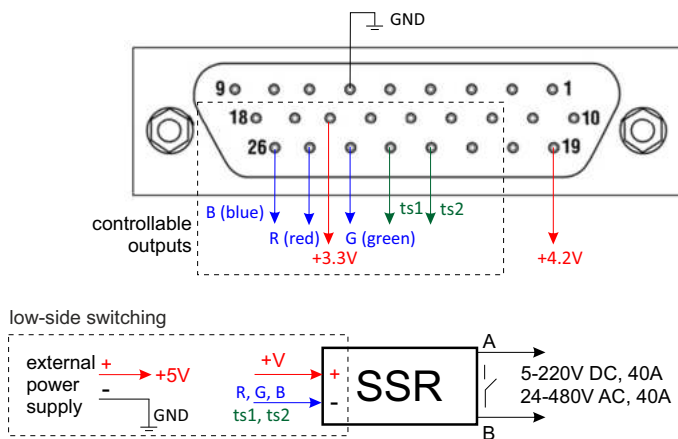 GND
9 1
18 10
26 19
B (blue) ts1 ts2
controllable
outputs
R (red) G (green)
+3.3V +4.2V
low-side switching
external
power
supply
+ +5V
- GND
+V
R, G, B
ts1, ts2
+
-
SSR
A
B
5-220V DC, 40A
24-480V AC, 40A